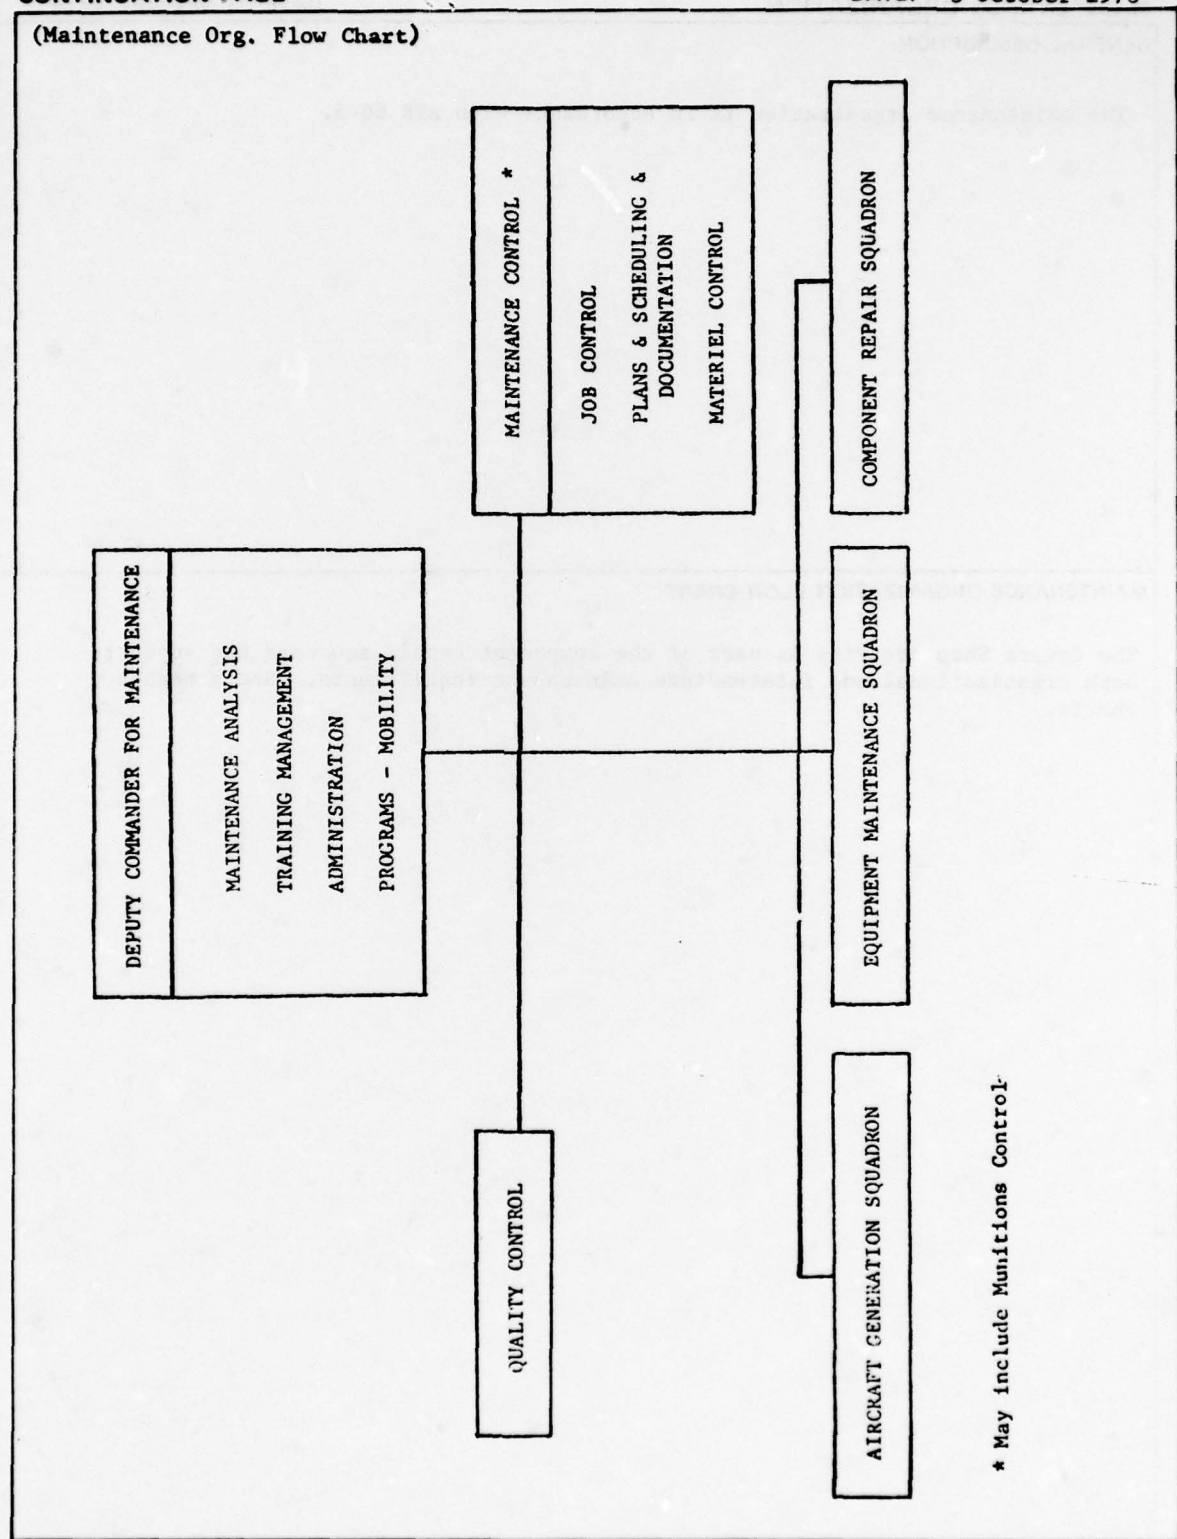 (Maintenance Org. Flow Chart)
DEPUTY COMMANDER FOR MAINTENANCE
MAINTENANCE ANALYSIS
TRAINING MANAGEMENT
ADMINISTRATION
PROGRAMS - MOBILITY
QUALITY CONTROL
MAINTENANCE CONTROL *
JOB CONTROL
PLANS & SCHEDULING &
DOCUMENTATION
MATERIEL CONTROL
AIRCRAFT GENERATION SQUADRON
EQUIPMENT MAINTENANCE SQUADRON
COMPONENT REPAIR SQUADRON
* May include Munitions Control